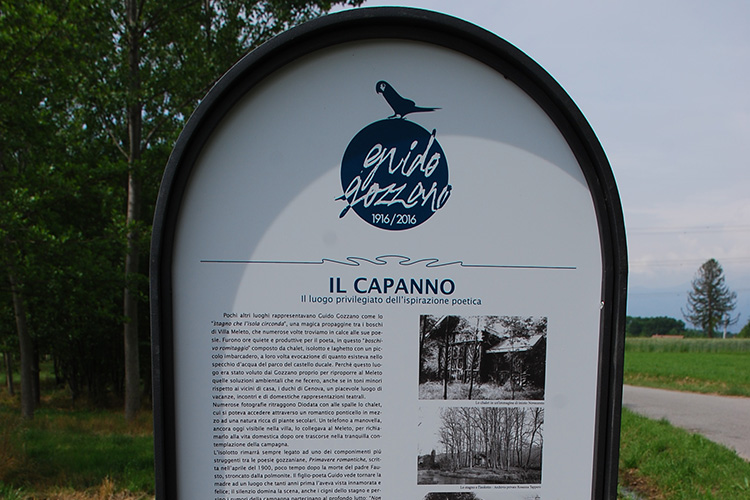 guido
gozzano
1916/2016
IL CAPANNO
Il luogo privilegiato dell'ispirazione poetica
Pochi altri luoghi rappresentavano Guido Gozzano come lo
"Stagno che l'isola circonda", una magica propaggine tra i boschi
di Villa Meleto, che numerose volte troviamo in calce alle sue poe-
sie. Furono ore quiete e produttive per il poeta, in questo "boschi-
vo romitaggio" composto da chalet, isolotto e laghetto con un pic-
colo imbarcadero, a loro volta evocazione di quanto esisteva nello
specchio d'acqua del parco del castello ducale. Perché questo luo-
go era stato voluto dal Gozzano proprio per riproporre al Meleto
quelle soluzioni ambientali che ne fecero, anche se in toni minori
rispetto ai vicini di casa, i duchi di Genova, un piacevole luogo di
vacanze, incontri e di domestiche rappresentazioni teatrali.
Numerose fotografie ritraggono Diodata con alle spalle lo chalet,
cui si poteva accedere attraverso un romantico ponticello in mez-
zo ad una natura ricca di piante secolari. Un telefono a manovella,
ancora oggi visibile nella villa, lo collegava al Meleto, per richia-
marlo alla vita domestica dopo ore trascorse nella tranquilla con-
templazione della campagna.
L'isolotto rimarrà sempre legato ad uno dei componimenti più
struggenti tra le poesie gozzaniane, Primavere romantiche, scrit-
ta nell'aprile del 1900, poco tempo dopo la morte del padre Fau-
sto, stroncato dalla polmonite. Il figlio-poeta Guido vede tornare la
madre in quel luogo che tanti anni prima l'aveva vista innamorata e
felice: il silenzio domina la scena, anche i cigni dello stagno e per-